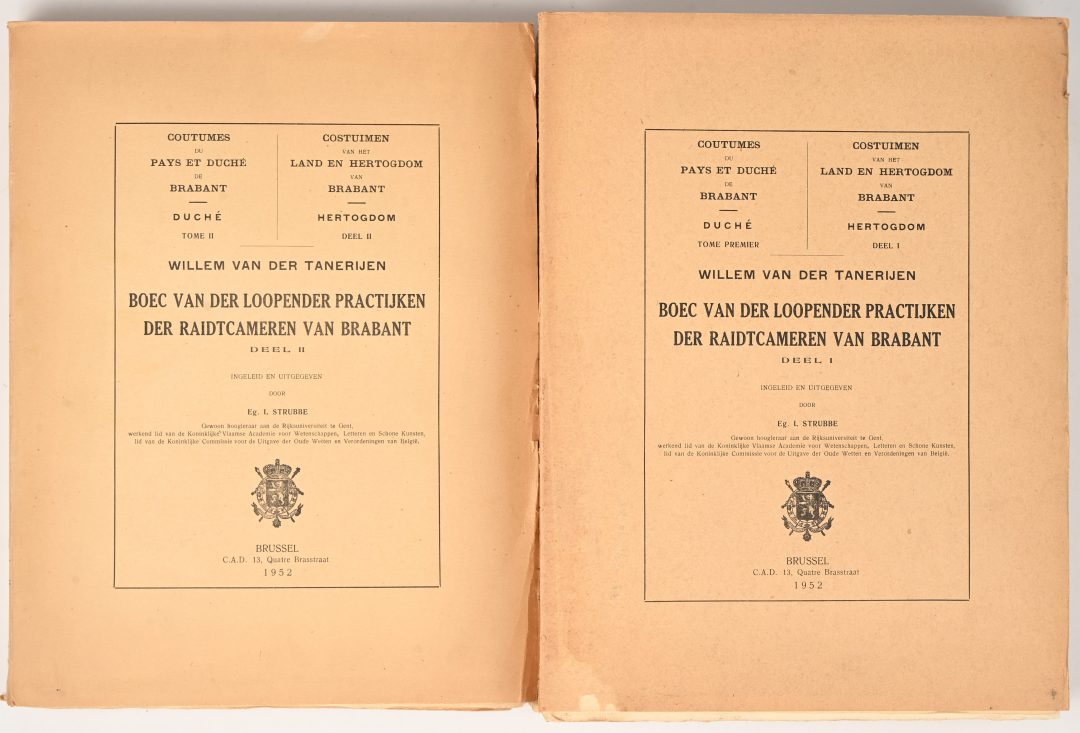 COUTUMES
DU
PAYS ET DUCHÉ
DE
BRABANT
DUCHÉ
TOME II
COSTUIMEN
VAN HET
LAND EN HERTOGDOM
VAN
BRABANT
HERTOGDOM
DEEL II
WILLEM VAN DER TANERIJEN
BOEC VAN DER LOOPENDER PRACTIJKEN
DER RAIDTCAMEREN VAN BRABANT
DEEL II
INGELEID EN UITGEGEVEN
DOOR
Eg. I. STRUBBE
Gewoon hoogleraar aan de Rijksuniversiteit te Gent,
werkend lid van de Koninklijke Vlaamse Academie voor Wetenschappen, Letteren en Schone Kunsten,
lid van de Koninklijke Commissie voor de Uitgave der Oude Wetten en Verordeningen van België.
BRUSSEL
C.A.D. 13, Quatre Brasstraat
1952
COUTUMES
DU
PAYS ET DUCHÉ
DE
BRABANT
DUCHÉ
TOME PREMIER
COSTUIMEN
VAN HET
LAND EN HERTOGDOM
VAN
BRABANT
HERTOGDOM
DEEL I
WILLEM VAN DER TANERIJEN
BOEC VAN DER LOOPENDER PRACTIJKEN
DER RAIDTCAMEREN VAN BRABANT
DEEL I
INGELEID EN UITGEGEVEN
DOOR
Eg. I. STRUBBE
Gewoon hoogleraar aan de Rijksuniversiteit te Gent,
werkend lid van de Koninklijke Vlaamse Academie voor Wetenschappen, Letteren en Schone Kunsten,
lid van de Koninklijke Commissie voor de Uitgave der Oude Wetten en Verordeningen van België.
BRUSSEL
C.A.D. 13, Quatre Brasstraat
1952